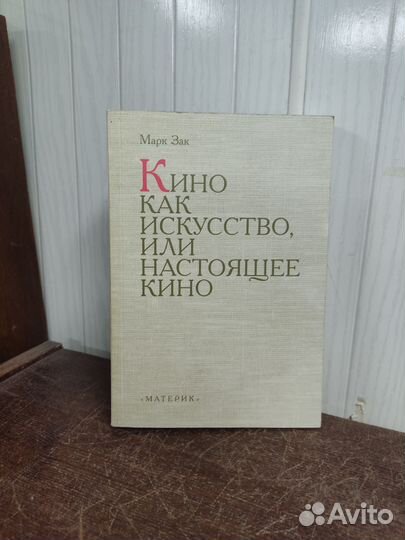 Марк Зак
Кино
как
искусство,
или
настоящее
кино
«МАТЕРИК»
Avito